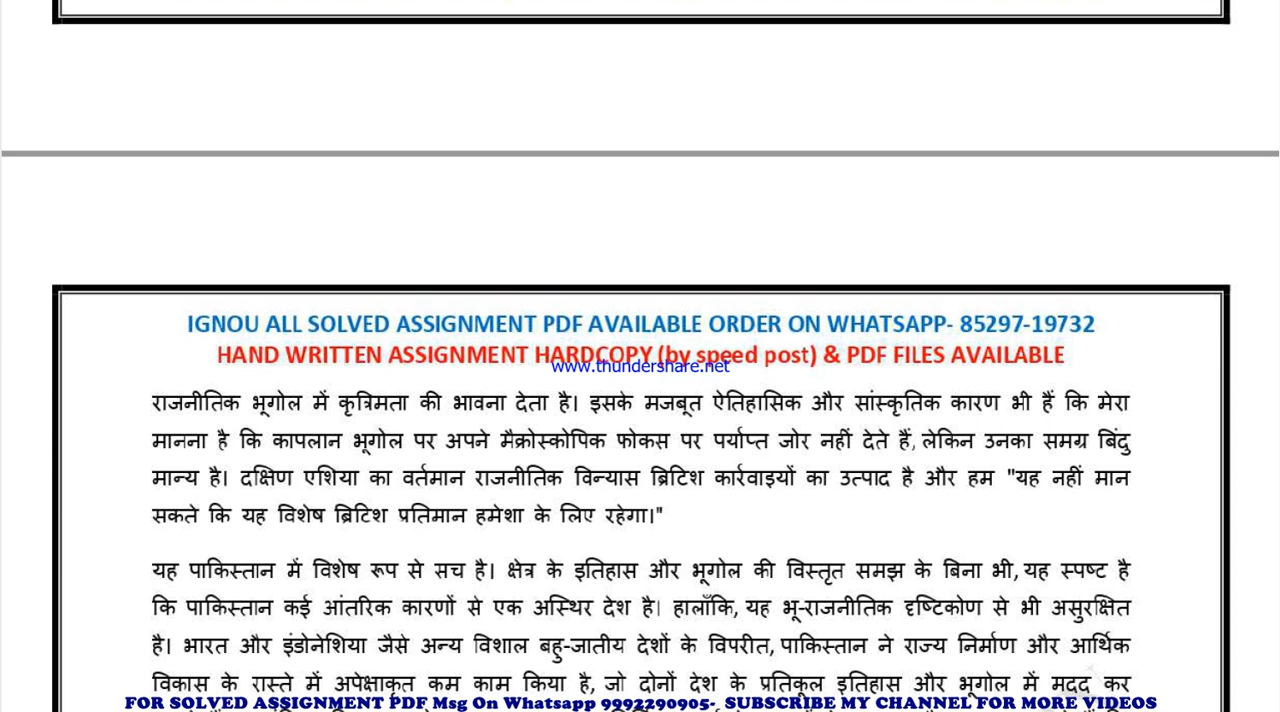 IGNOU ALL SOLVED ASSIGNMENT PDF AVAILABLE ORDER ON WHATSAPP- 85297-19732
HAND WRITTEN ASSIGNMENT HARDCOPY (by speed post) & PDF FILES AVAILABLE
www.thundershare.net
राजनीतिक भूगोल में कृत्रिमता की भावना देता है। इसके मजबूत ऐतिहासिक और सांस्कृतिक कारण भी हैं कि मेरा
मानना है कि कापलान भूगोल पर अपने मैक्रोस्कोपिक फोकस पर पर्याप्त जोर नहीं देते हैं, लेकिन उनका समग्र बिंदु
मान्य है। दक्षिण एशिया का वर्तमान राजनीतिक विन्यास ब्रिटिश कार्रवाइयों का उत्पाद है और हम "यह नहीं मान
सकते कि यह विशेष ब्रिटिश प्रतिमान हमेशा के लिए रहेगा।"
यह पाकिस्तान में विशेष रूप से सच है। क्षेत्र के इतिहास और भूगोल की विस्तृत समझ के बिना भी, यह स्पष्ट है
कि पाकिस्तान कई आंतरिक कारणों से एक अस्थिर देश है। हालाँकि, यह भू-राजनीतिक दृष्टिकोण से भी असुरक्षित
है। भारत और इंडोनेशिया जैसे अन्य विशाल बहु-जातीय देशों के विपरीत, पाकिस्तान ने राज्य निर्माण और आर्थिक
विकास के रास्ते में अपेक्षाकृत कम काम किया है, जो दोनों देश के प्रतिकूल इतिहास और भूगोल में मदद कर
FOR SOLVED ASSIGNMENT PDF Msg On Whatsapp 9992290905- SUBSCRIBE MY CHANNEL FOR MORE VIDEOS